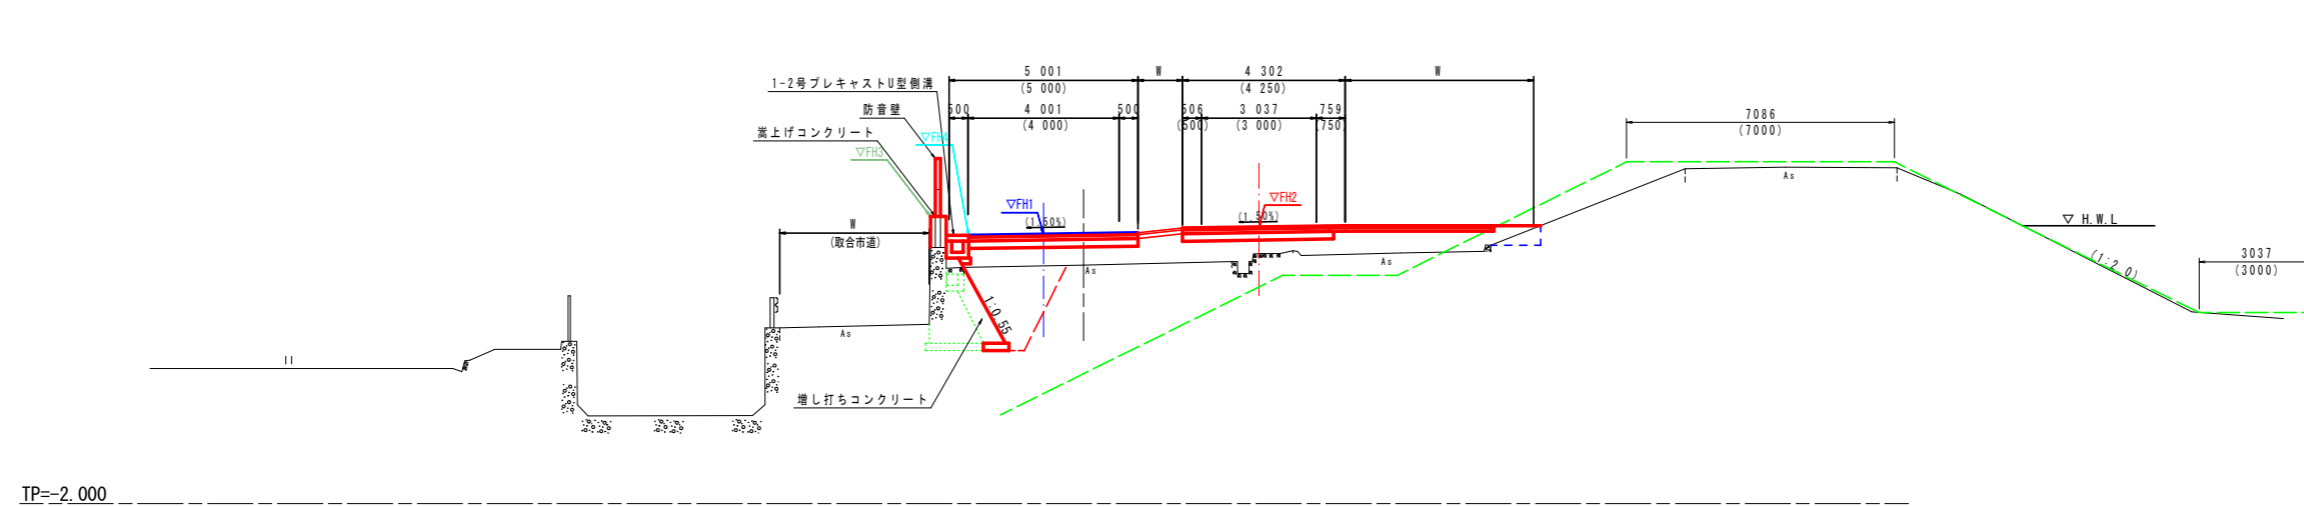 5 001
W
4 302
W
1-2号プレキャストU型側溝
(5 000)
(4 250)
防音壁
500
4 001
500
506
3 037
759
7086
(4 000)
(500)
(3 000)
(750)
(7000)
嵩上げコンクリート
▽FH4
▽FH3
As
▽FH1
▽FH2
W
(1.50%)
(1.50%)
▽ H.W.L
(取合市道)
As
As
(1:2.0)
3037
(3000)
1:0.55
As
増し打ちコンクリート
TP=-2.000